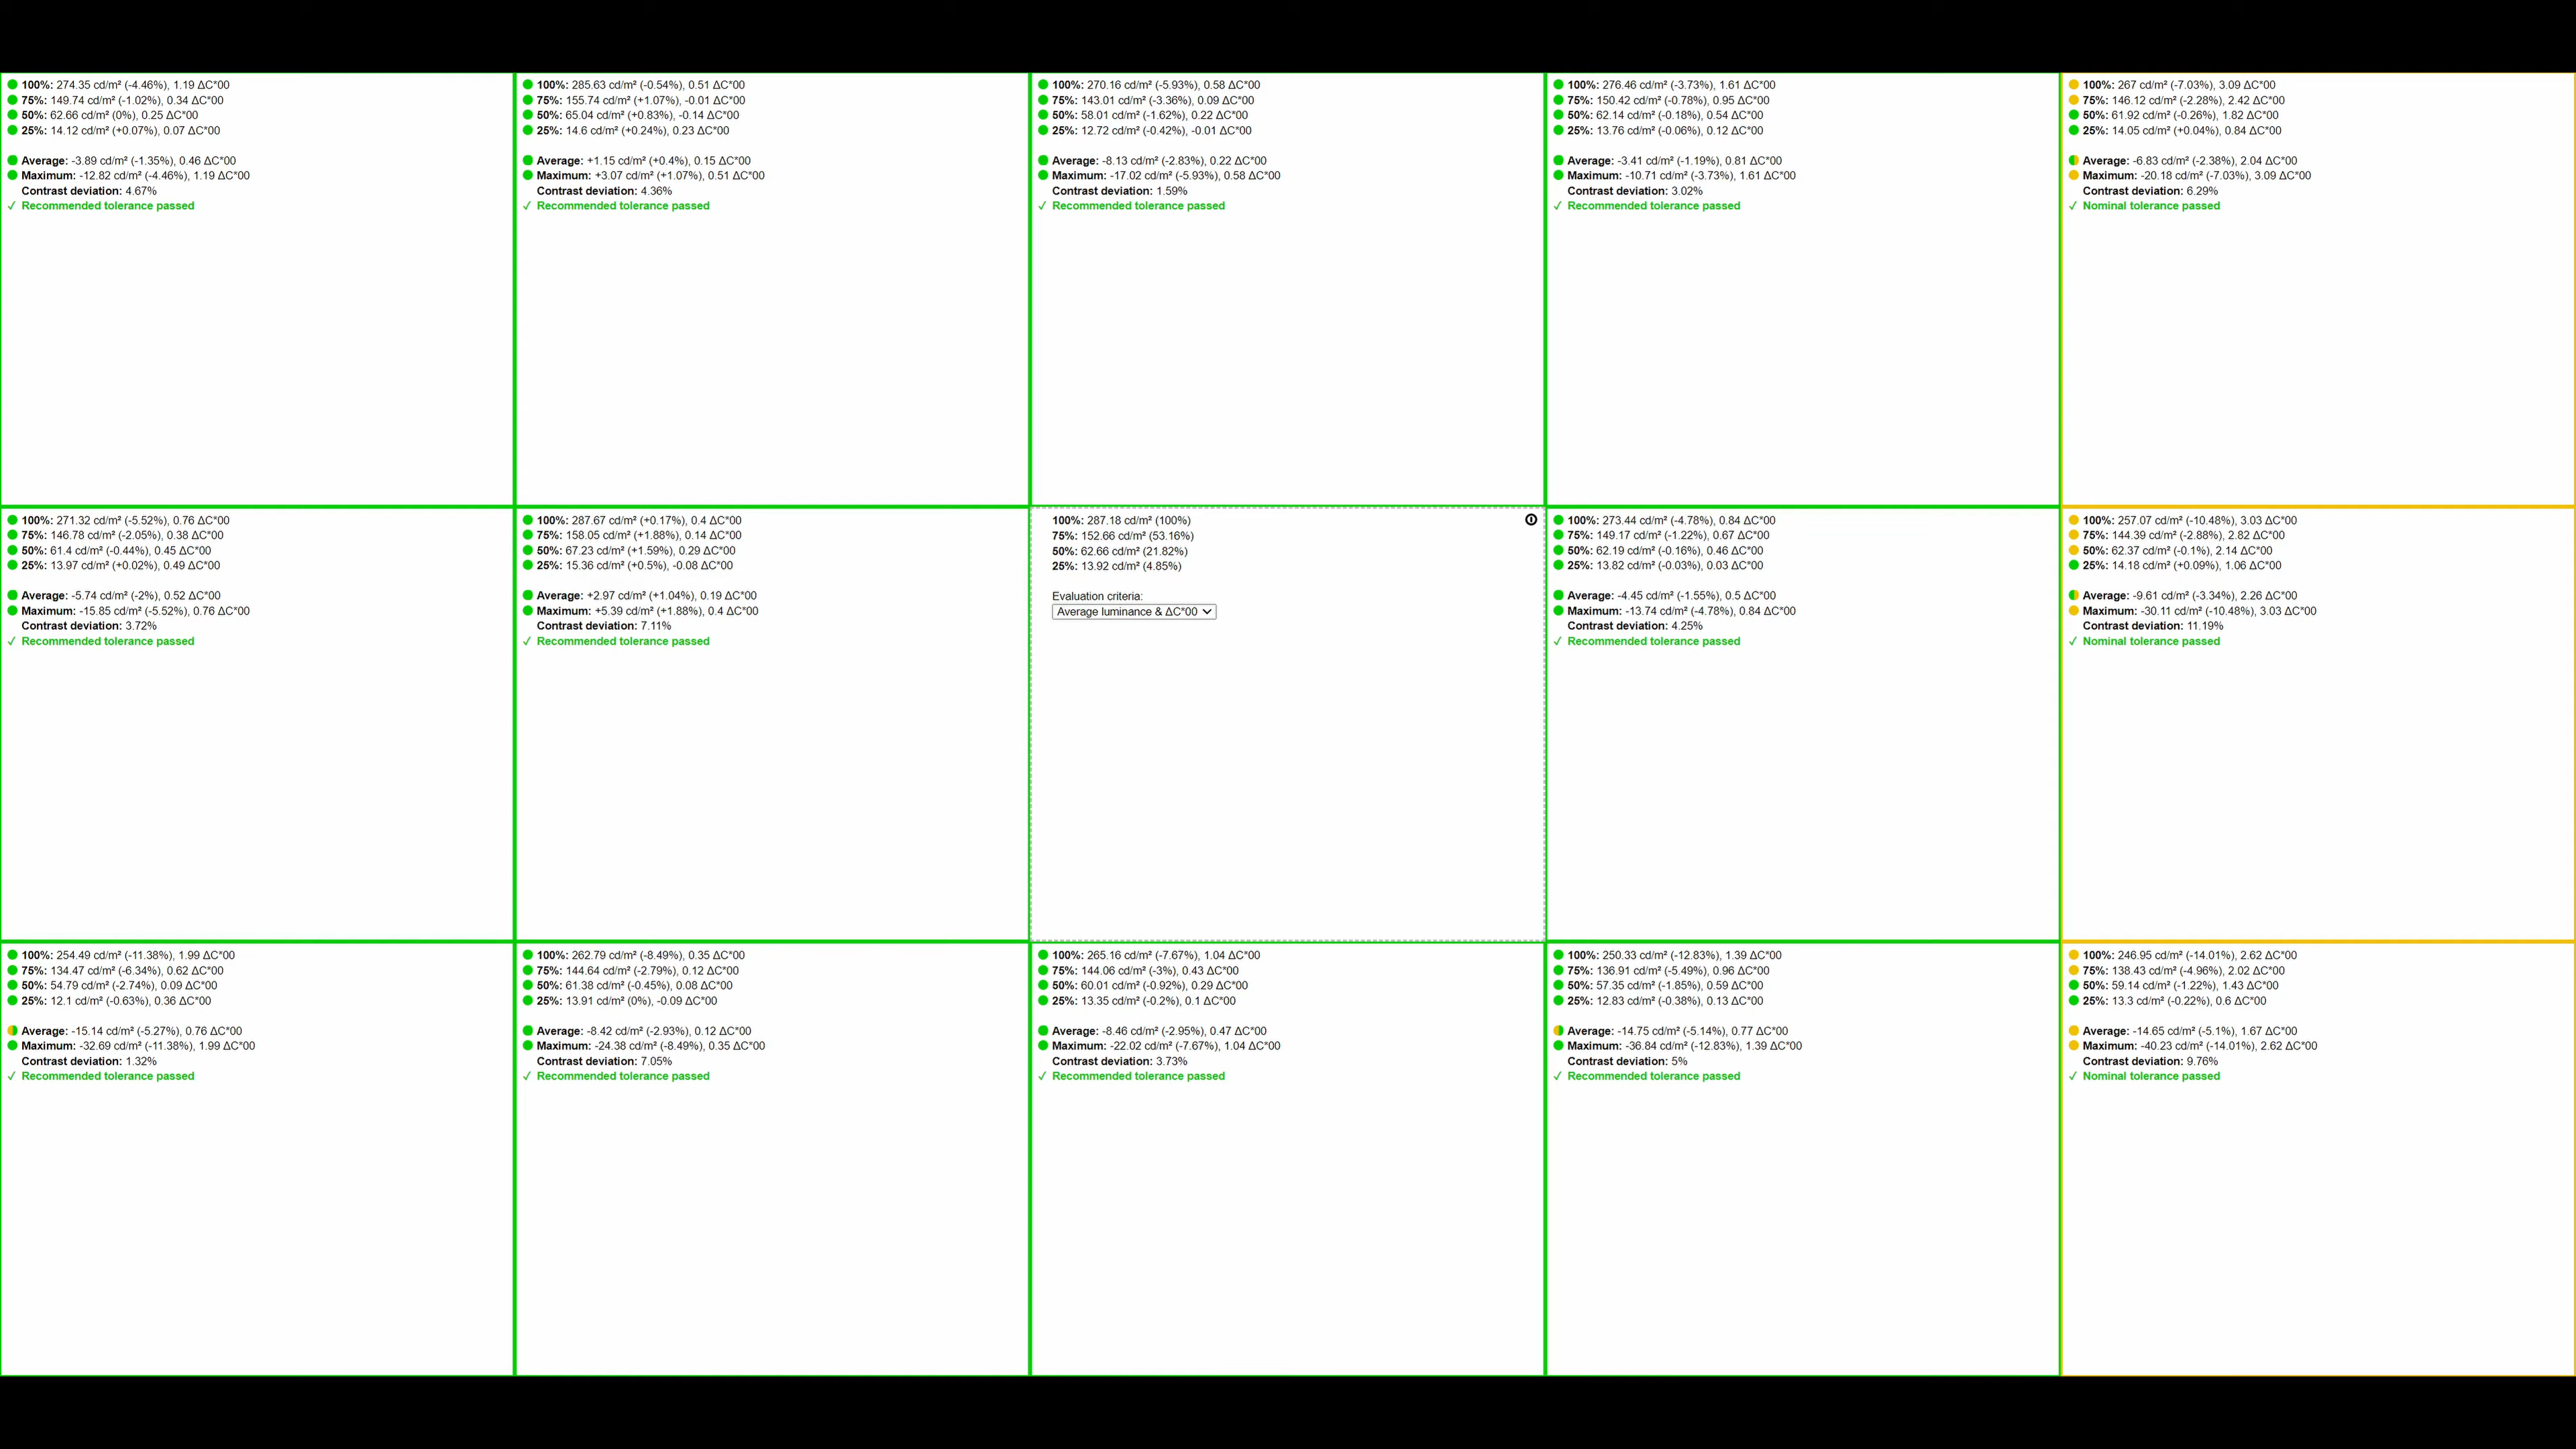 100%: 274.35 cd/m² (-4.46%), 1.19 ΔC*00
75%: 149.74 cd/m² (-1.02%), 0.34 ΔC*00
50%: 62.66 cd/m² (0%), 0.25 ΔC*00
25%: 14.12 cd/m² (+0.07%), 0.07 ΔC*00
Average: -3.89 cd/m² (-1.35%), 0.46 ΔC*00
Maximum: -12.82 cd/m² (-4.46%), 1.19 ΔC*00
Contrast deviation: 4.67%
✓ Recommended tolerance passed
100%: 285.63 cd/m² (-0.54%), 0.51 ΔC*00
75%: 155.74 cd/m² (+1.07%), -0.01 ΔC*00
50%: 65.04 cd/m² (+0.83%), -0.14 ΔC*00
25%: 14.6 cd/m² (+0.24%), 0.23 ΔC*00
Average: +1.15 cd/m² (+0.4%), 0.15 ΔC*00
Maximum: +3.07 cd/m² (+1.07%), 0.51 ΔC*00
Contrast deviation: 4.36%
✓ Recommended tolerance passed
100%: 270.16 cd/m² (-5.93%), 0.58 ΔC*00
75%: 143.01 cd/m² (-3.36%), 0.09 ΔC*00
50%: 58.01 cd/m² (-1.62%), 0.22 ΔC*00
25%: 12.72 cd/m² (-0.42%), -0.01 ΔC*00
Average: -8.13 cd/m² (-2.83%), 0.22 ΔC*00
Maximum: -17.02 cd/m² (-5.93%), 0.58 ΔC*00
Contrast deviation: 1.59%
✓ Recommended tolerance passed
100%: 276.46 cd/m² (-3.73%), 1.61 ΔC*00
75%: 150.42 cd/m² (-0.78%), 0.95 ΔC*00
50%: 62.14 cd/m² (-0.18%), 0.54 ΔC*00
25%: 13.76 cd/m² (-0.06%), 0.12 ΔC*00
Average: -3.41 cd/m² (-1.19%), 0.81 ΔC*00
Maximum: -10.71 cd/m² (-3.73%), 1.61 ΔC*00
Contrast deviation: 3.02%
✓ Recommended tolerance passed
100%: 267 cd/m² (-7.03%), 3.09 ΔC*00
75%: 146.12 cd/m² (-2.28%), 2.42 ΔC*00
50%: 61.92 cd/m² (-0.26%), 1.82 ΔC*00
25%: 14.05 cd/m² (+0.04%), 0.84 ΔC*00
Average: -6.83 cd/m² (-2.38%), 2.04 ΔC*00
Maximum: -20.18 cd/m² (-7.03%), 3.09 ΔC*00
Contrast deviation: 6.29%
✓ Nominal tolerance passed
100%: 271.32 cd/m² (-5.52%), 0.76 ΔC*00
75%: 146.78 cd/m² (-2.05%), 0.38 ΔC*00
50%: 61.4 cd/m² (-0.44%), 0.45 ΔC*00
25%: 13.97 cd/m² (+0.02%), 0.49 ΔC*00
Average: -5.74 cd/m² (-2%), 0.52 ΔC*00
Maximum: -15.85 cd/m² (-5.52%), 0.76 ΔC*00
Contrast deviation: 3.72%
✓ Recommended tolerance passed
100%: 287.67 cd/m² (+0.17%), 0.4 ΔC*00
75%: 158.05 cd/m² (+1.88%), 0.14 ΔC*00
50%: 67.23 cd/m² (+1.59%), 0.29 ΔC*00
25%: 15.36 cd/m² (+0.5%), -0.08 ΔC*00
Average: +2.97 cd/m² (+1.04%), 0.19 ΔC*00
Maximum: +5.39 cd/m² (+1.88%), 0.4 ΔC*00
Contrast deviation: 7.11%
✓ Recommended tolerance passed
100%: 287.18 cd/m² (100%)
75%: 152.66 cd/m² (53.16%)
50%: 62.66 cd/m² (21.82%)
25%: 13.92 cd/m² (4.85%)
Evaluation criteria:
Average luminance & ΔC*00
100%: 273.44 cd/m² (-4.78%), 0.84 ΔC*00
75%: 149.17 cd/m² (-1.22%), 0.67 ΔC*00
50%: 62.19 cd/m² (-0.16%), 0.46 ΔC*00
25%: 13.82 cd/m² (-0.03%), 0.03 ΔC*00
Average: -4.45 cd/m² (-1.55%), 0.5 ΔC*00
Maximum: -13.74 cd/m² (-4.78%), 0.84 ΔC*00
Contrast deviation: 4.25%
✓ Recommended tolerance passed
100%: 257.07 cd/m² (-10.48%), 3.03 ΔC*00
75%: 144.39 cd/m² (-2.88%), 2.82 ΔC*00
50%: 62.37 cd/m² (-0.1%), 2.14 ΔC*00
25%: 14.18 cd/m² (+0.09%), 1.06 ΔC*00
Average: -9.61 cd/m² (-3.34%), 2.26 ΔC*00
Maximum: -30.11 cd/m² (-10.48%), 3.03 ΔC*00
Contrast deviation: 11.19%
✓ Nominal tolerance passed
100%: 254.49 cd/m² (-11.38%), 1.99 ΔC*00
75%: 134.47 cd/m² (-6.34%), 0.62 ΔC*00
50%: 54.79 cd/m² (-2.74%), 0.09 ΔC*00
25%: 12.1 cd/m² (-0.63%), 0.36 ΔC*00
Average: -15.14 cd/m² (-5.27%), 0.76 ΔC*00
Maximum: -32.69 cd/m² (-11.38%), 1.99 ΔC*00
Contrast deviation: 1.32%
✓ Recommended tolerance passed
100%: 262.79 cd/m² (-8.49%), 0.35 ΔC*00
75%: 144.64 cd/m² (-2.79%), 0.12 ΔC*00
50%: 61.38 cd/m² (-0.45%), 0.08 ΔC*00
25%: 13.91 cd/m² (0%), -0.09 ΔC*00
Average: -8.42 cd/m² (-2.93%), 0.12 ΔC*00
Maximum: -24.38 cd/m² (-8.49%), 0.35 ΔC*00
Contrast deviation: 7.05%
✓ Recommended tolerance passed
100%: 265.16 cd/m² (-7.67%), 1.04 ΔC*00
75%: 144.06 cd/m² (-3%), 0.43 ΔC*00
50%: 60.01 cd/m² (-0.92%), 0.29 ΔC*00
25%: 13.35 cd/m² (-0.2%), 0.1 ΔC*00
Average: -8.46 cd/m² (-2.95%), 0.47 ΔC*00
Maximum: -22.02 cd/m² (-7.67%), 1.04 ΔC*00
Contrast deviation: 3.73%
✓ Recommended tolerance passed
100%: 250.33 cd/m² (-12.83%), 1.39 ΔC*00
75%: 136.91 cd/m² (-5.49%), 0.96 ΔC*00
50%: 57.35 cd/m² (-1.85%), 0.59 ΔC*00
25%: 12.83 cd/m² (-0.38%), 0.13 ΔC*00
Average: -14.75 cd/m² (-5.14%), 0.77 ΔC*00
Maximum: -36.84 cd/m² (-12.83%), 1.39 ΔC*00
Contrast deviation: 5%
✓ Recommended tolerance passed
100%: 246.95 cd/m² (-14.01%), 2.62 ΔC*00
75%: 138.43 cd/m² (-4.96%), 2.02 ΔC*00
50%: 59.14 cd/m² (-1.22%), 1.43 ΔC*00
25%: 13.3 cd/m² (-0.22%), 0.6 ΔC*00
Average: -14.65 cd/m² (-5.1%), 1.67 ΔC*00
Maximum: -40.23 cd/m² (-14.01%), 2.62 ΔC*00
Contrast deviation: 9.76%
✓ Nominal tolerance passed